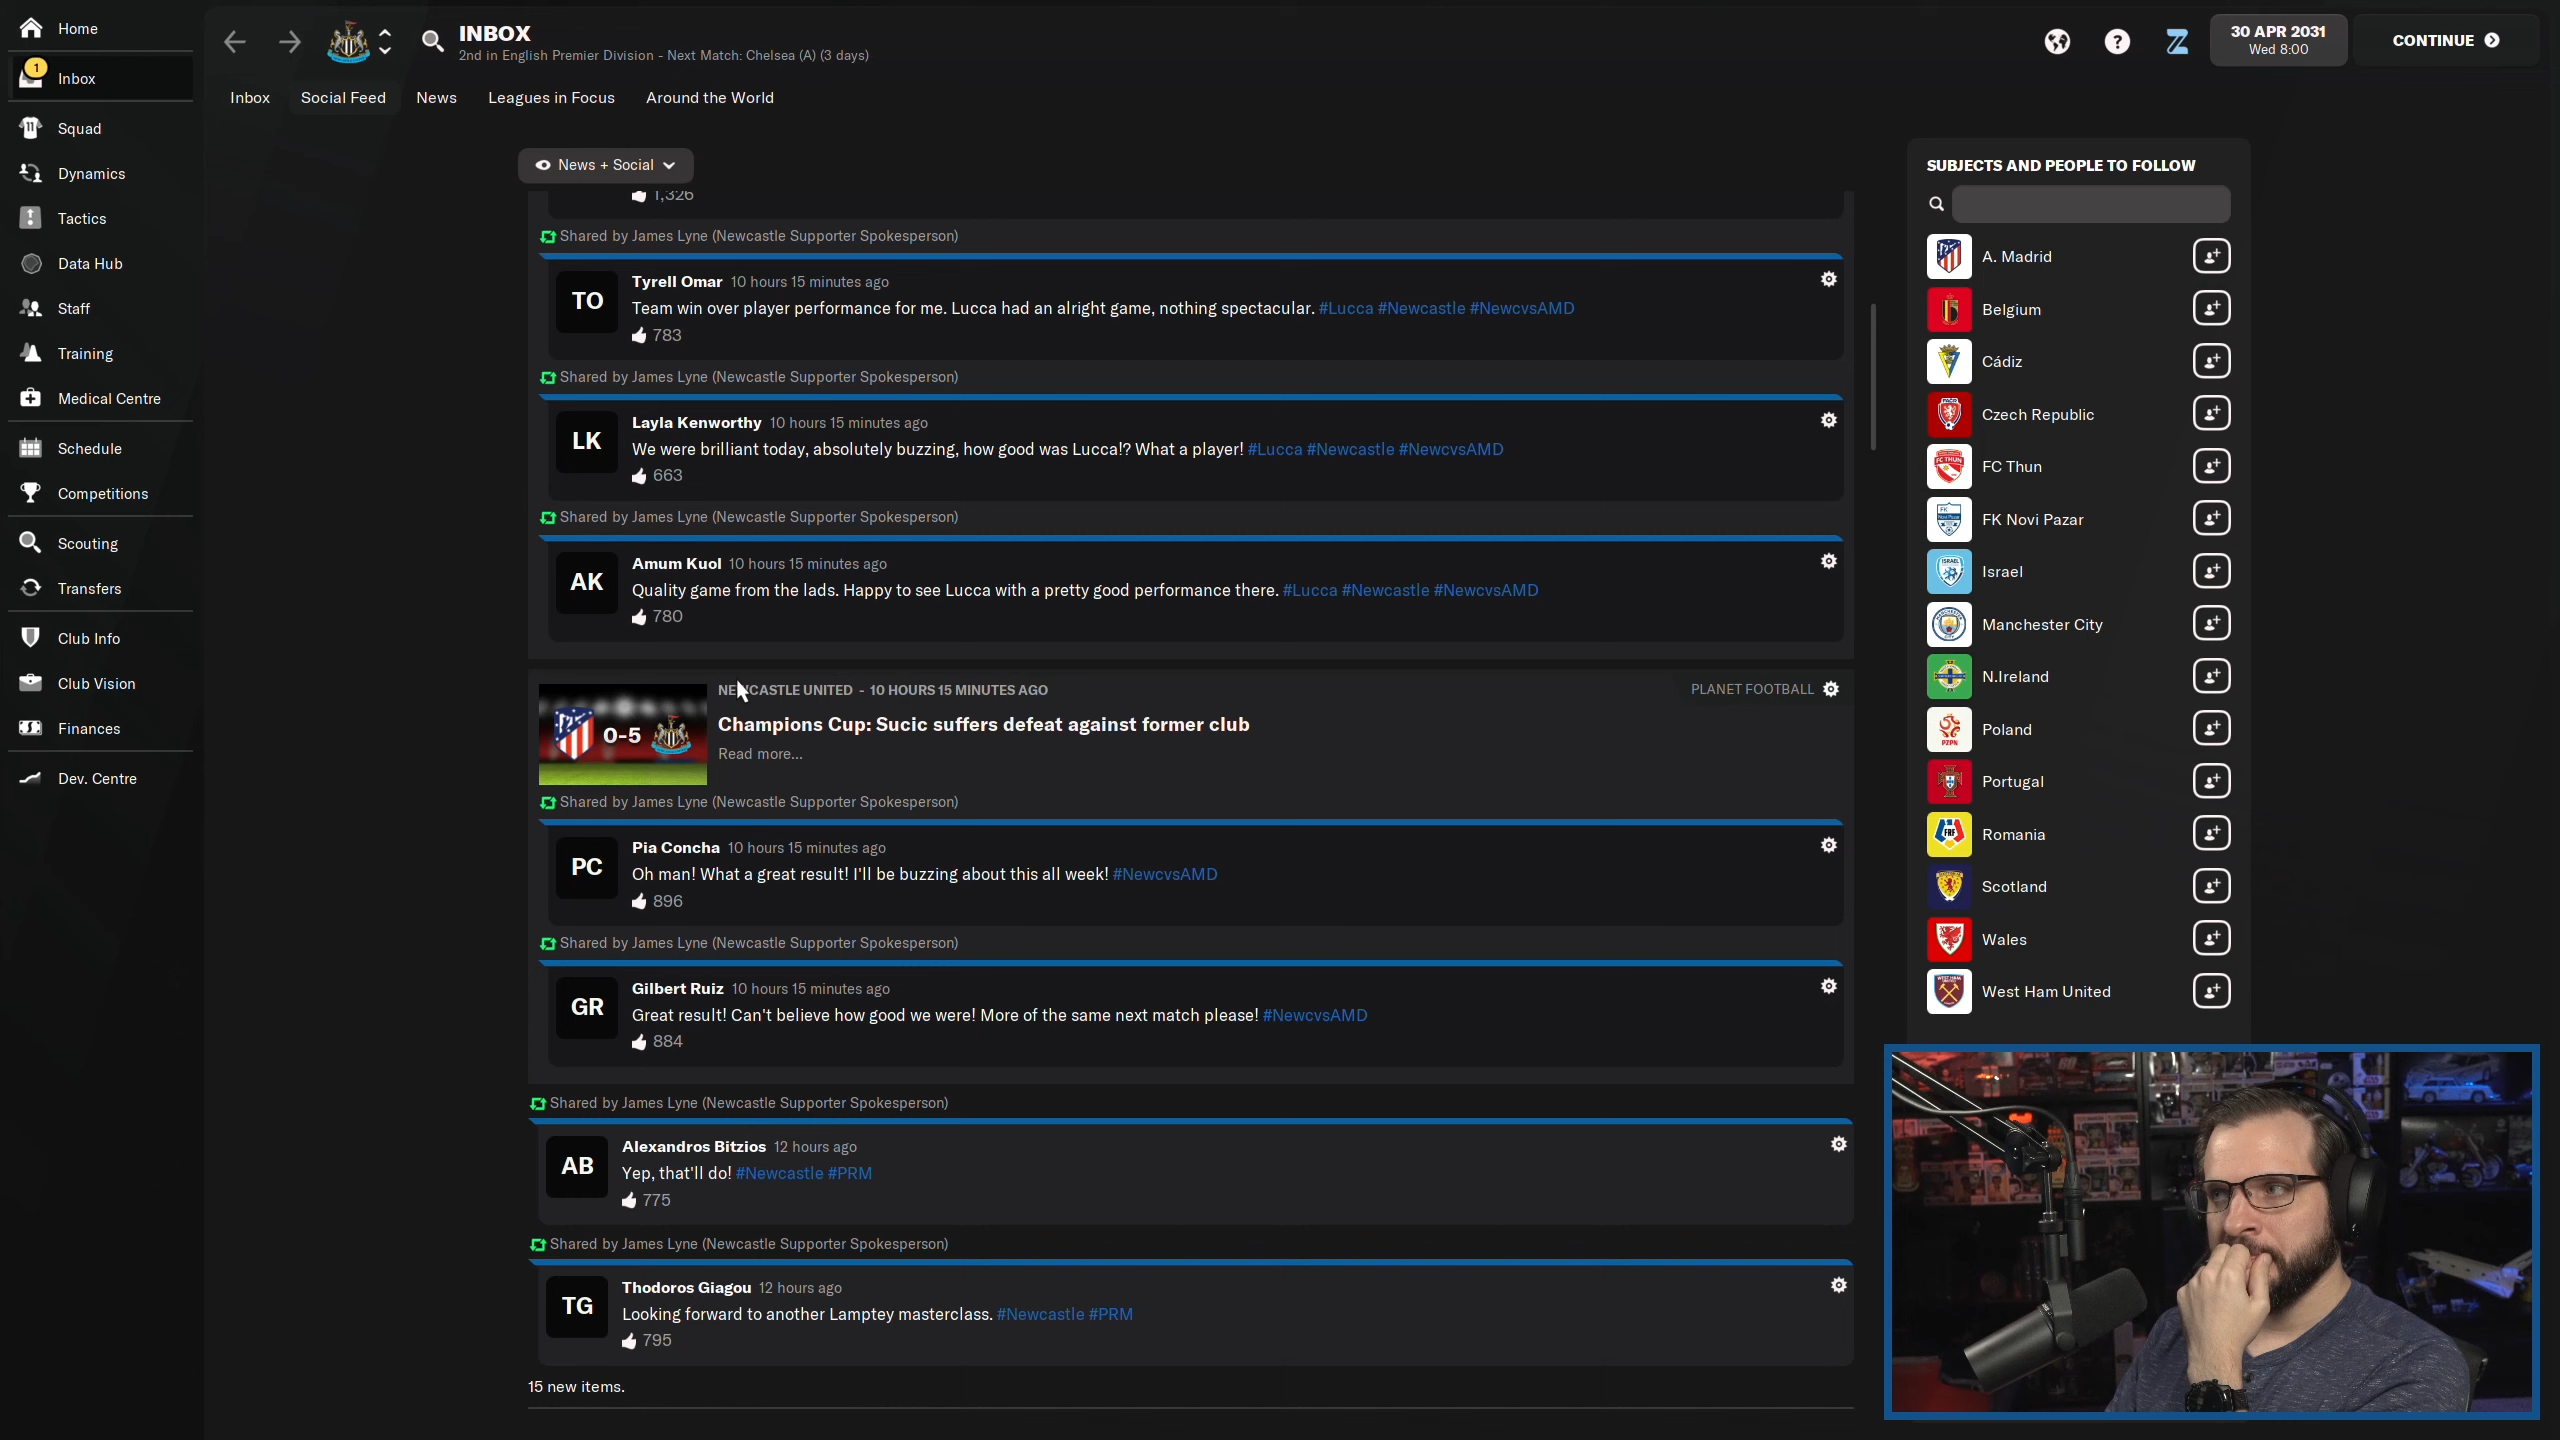 Home
1
Inbox
Squad
Dynamics
Tactics
Data Hub
Staff
Training
Medical Centre
Schedule
Competitions
Scouting
Transfers
Club Info
Club Vision
Finances
Dev. Centre
INBOX
2nd in English Premier Division - Next Match: Chelsea (A) (3 days)
?
30 APR 2031
Wed 8:00
CONTINUE
Inbox
Social Feed
News
Leagues in Focus
Around the World
News + Social
1,326
Shared by James Lyne (Newcastle Supporter Spokesperson)
TO
Tyrell Omar 10 hours 15 minutes ago
Team win over player performance for me. Lucca had an alright game, nothing spectacular. #Lucca #Newcastle #NewcvsAMD
783
Shared by James Lyne (Newcastle Supporter Spokesperson)
LK
Layla Kenworthy 10 hours 15 minutes ago
We were brilliant today, absolutely buzzing, how good was Lucca!? What a player! #Lucca #Newcastle #NewcvsAMD
663
Shared by James Lyne (Newcastle Supporter Spokesperson)
AK
Amum Kuol 10 hours 15 minutes ago
Quality game from the lads. Happy to see Lucca with a pretty good performance there. #Lucca #Newcastle #NewcvsAMD
780
0-5
NEWCASTLE UNITED - 10 HOURS 15 MINUTES AGO
PLANET FOOTBALL
Champions Cup: Sucic suffers defeat against former club
Read more...
Shared by James Lyne (Newcastle Supporter Spokesperson)
PC
Pia Concha 10 hours 15 minutes ago
Oh man! What a great result! I'll be buzzing about this all week! #NewcvsAMD
896
Shared by James Lyne (Newcastle Supporter Spokesperson)
GR
Gilbert Ruiz 10 hours 15 minutes ago
Great result! Can't believe how good we were! More of the same next match please! #NewcvsAMD
884
Shared by James Lyne (Newcastle Supporter Spokesperson)
AB
Alexandros Bitzios 12 hours ago
Yep, that'll do! #Newcastle #PRM
775
Shared by James Lyne (Newcastle Supporter Spokesperson)
TG
Thodoros Giagou 12 hours ago
Looking forward to another Lamptey masterclass. #Newcastle #PRM
795
15 new items.
SUBJECTS AND PEOPLE TO FOLLOW
A. Madrid
Belgium
Cádiz
Czech Republic
FC Thun
FK Novi Pazar
Israel
Manchester City
N.Ireland
Poland
Portugal
Romania
Scotland
Wales
West Ham United